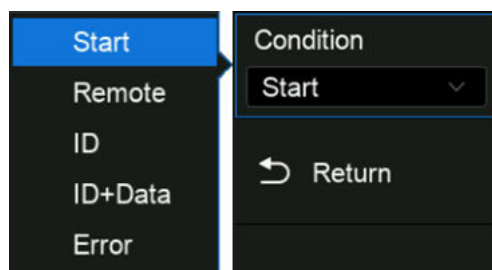 Start
Remote
ID
ID+Data
Error
Condition
Start
Return